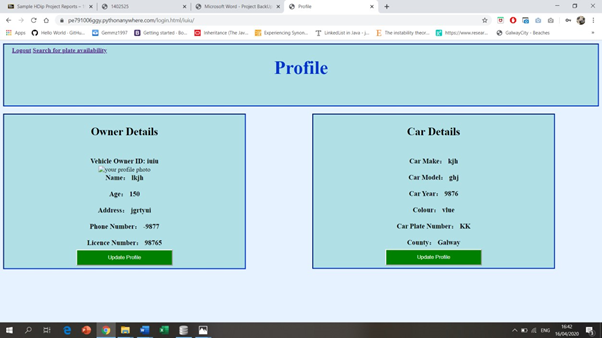 Sample HDip Project Reports –
1402525
Microsoft Word - Project Backlo
Profile
pe791006ggy.pythonanywhere.com/login.html/iuiu/
Apps
Hello World · GitHu...
Gemmz1997
Getting started · Bo...
Inheritance (The Jav...
Experiencing Synon...
LinkedList in Java - j...
The instability theor...
https://www.resear...
GalwayCity - Beaches
Logout Search for plate availability
Profile
Owner Details
Vehicle Owner ID: iuiu
your profile photo
Name: lkjh
Age: 150
Address: jgrtyui
Phone Number: -9877
Licence Number: 98765
Update Profile
Car Details
Car Make: kjh
Car Model: ghj
Car Year: 9876
Colour: vlue
Car Plate Number: KK
County: Galway
Update Profile
ENG
16:42
16/04/2020